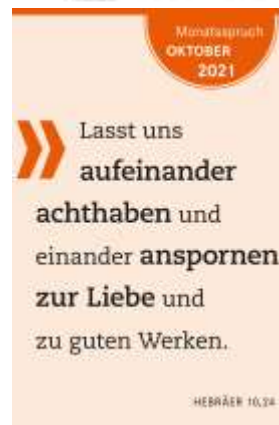 Monatsspruch
OKTOBER
2021
Lasst uns
aufeinander
achthaben und
einander anspornen
zur Liebe und
zu guten Werken.
HEBRÄER 10,24